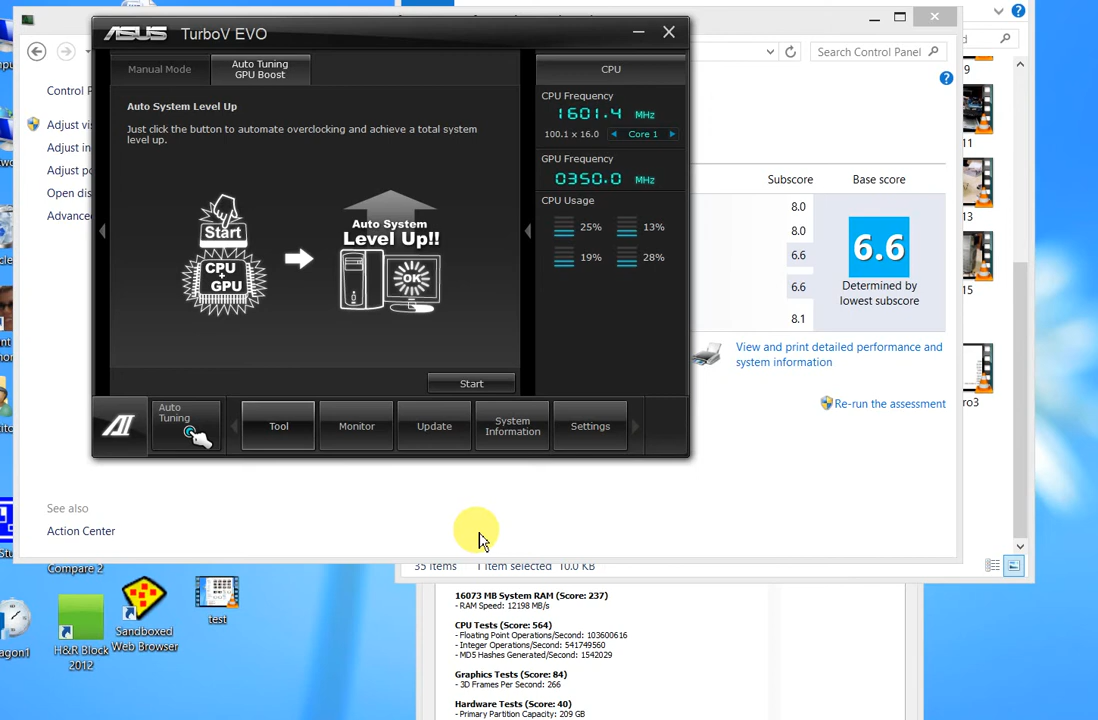 ASUS TurboV EVO
Manual Mode
Auto Tuning
GPU Boost
Auto System Level Up
Just click the button to automate overclocking and achieve a total system
level up.
Start
CPU
+
GPU
Auto System
Level Up!!
OK
Start
CPU
CPU Frequency
1601.4 MHz
100.1 x 16.0
Core 1
GPU Frequency
0350.0 MHz
CPU Usage
25%
13%
19%
28%
Auto
Tuning
Tool
Monitor
Update
System
Information
Settings
Search Control Panel
Control P
Adjust vis
Adjust in
Adjust po
Open dis
Advance
See also
Action Center
Subscore
Base score
8.0
8.0
6.6
6.6
8.1
6.6
Determined by
lowest subscore
View and print detailed performance and
system information
Re-run the assessment
9
11
13
15
ro3
35 items
1 item selected 10.0 KB
Compare 2
H&R Block
2012
Sandboxed
Web Browser
test
agon1
16073 MB System RAM (Score: 237)
- RAM Speed: 12198 MB/s
CPU Tests (Score: 564)
- Floating Point Operations/Second: 103600616
- Integer Operations/Second: 541749560
- MD5 Hashes Generated/Second: 1542029
Graphics Tests (Score: 84)
- 3D Frames Per Second: 266
Hardware Tests (Score: 40)
- Primary Partition Capacity: 209 GB